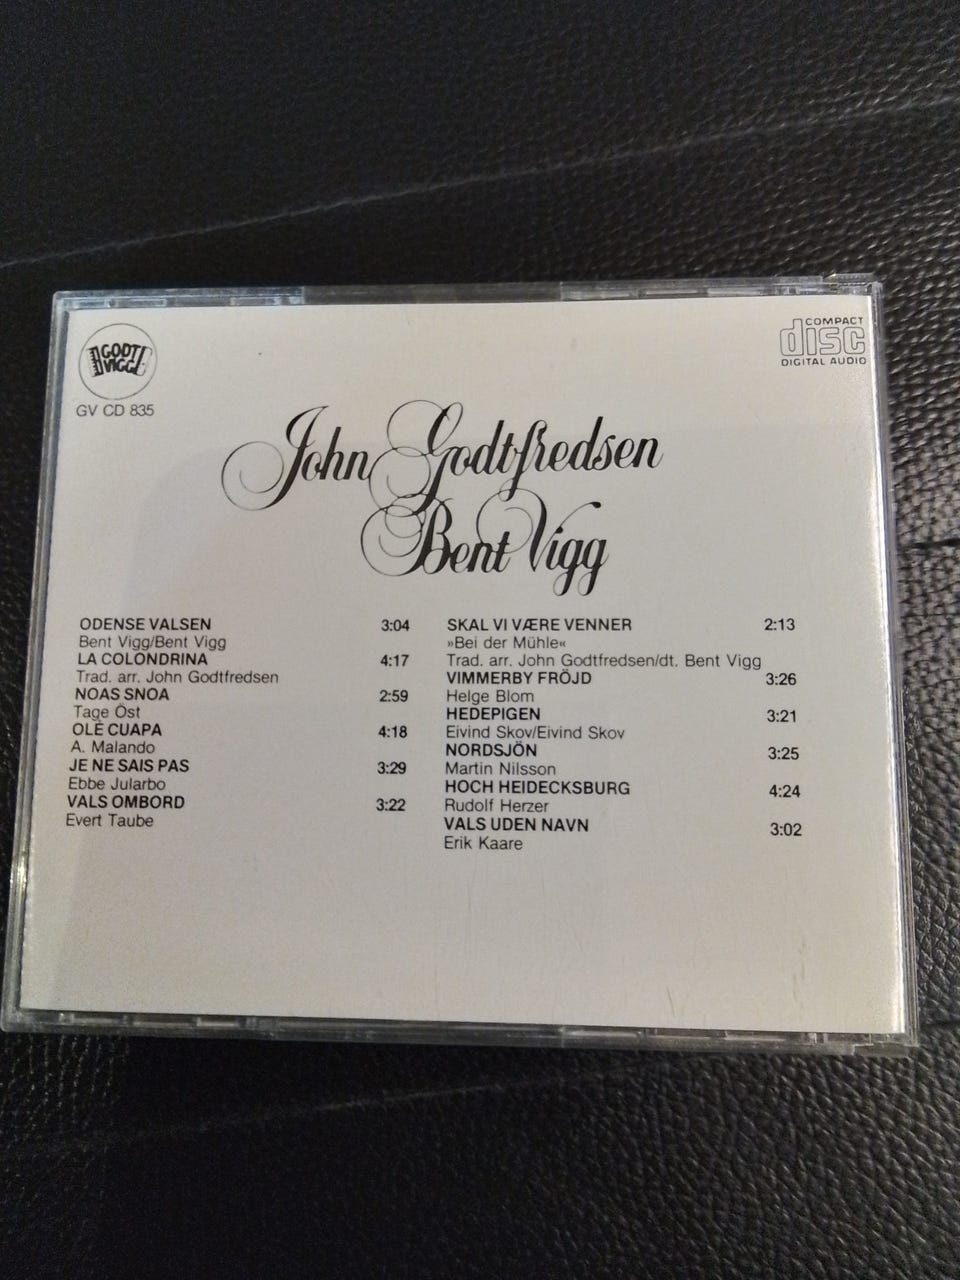 GODT
VIGG
GV CD 835
COMPACT
disc
DIGITAL AUDIO
John Godtfredsen
Bent Vigg
ODENSE VALSEN 3:04
Bent Vigg/Bent Vigg
LA COLONDRINA 4:17
Trad. arr. John Godtfredsen
NOAS SNOA 2:59
Tage Öst
OLE CUAPA 4:18
A. Malando
JE NE SAIS PAS 3:29
Ebbe Jularbo
VALS OMBORD 3:22
Evert Taube
SKAL VI VÆRE VENNER 2:13
»Bei der Mühle«
Trad. arr. John Godtfredsen/dt. Bent Vigg
VIMMERBY FRÖJD 3:26
Helge Blom
HEDEPIGEN 3:21
Eivind Skov/Eivind Skov
NORDSJÖN 3:25
Martin Nilsson
HOCH HEIDECKSBURG 4:24
Rudolf Herzer
VALS UDEN NAVN 3:02
Erik Kaare